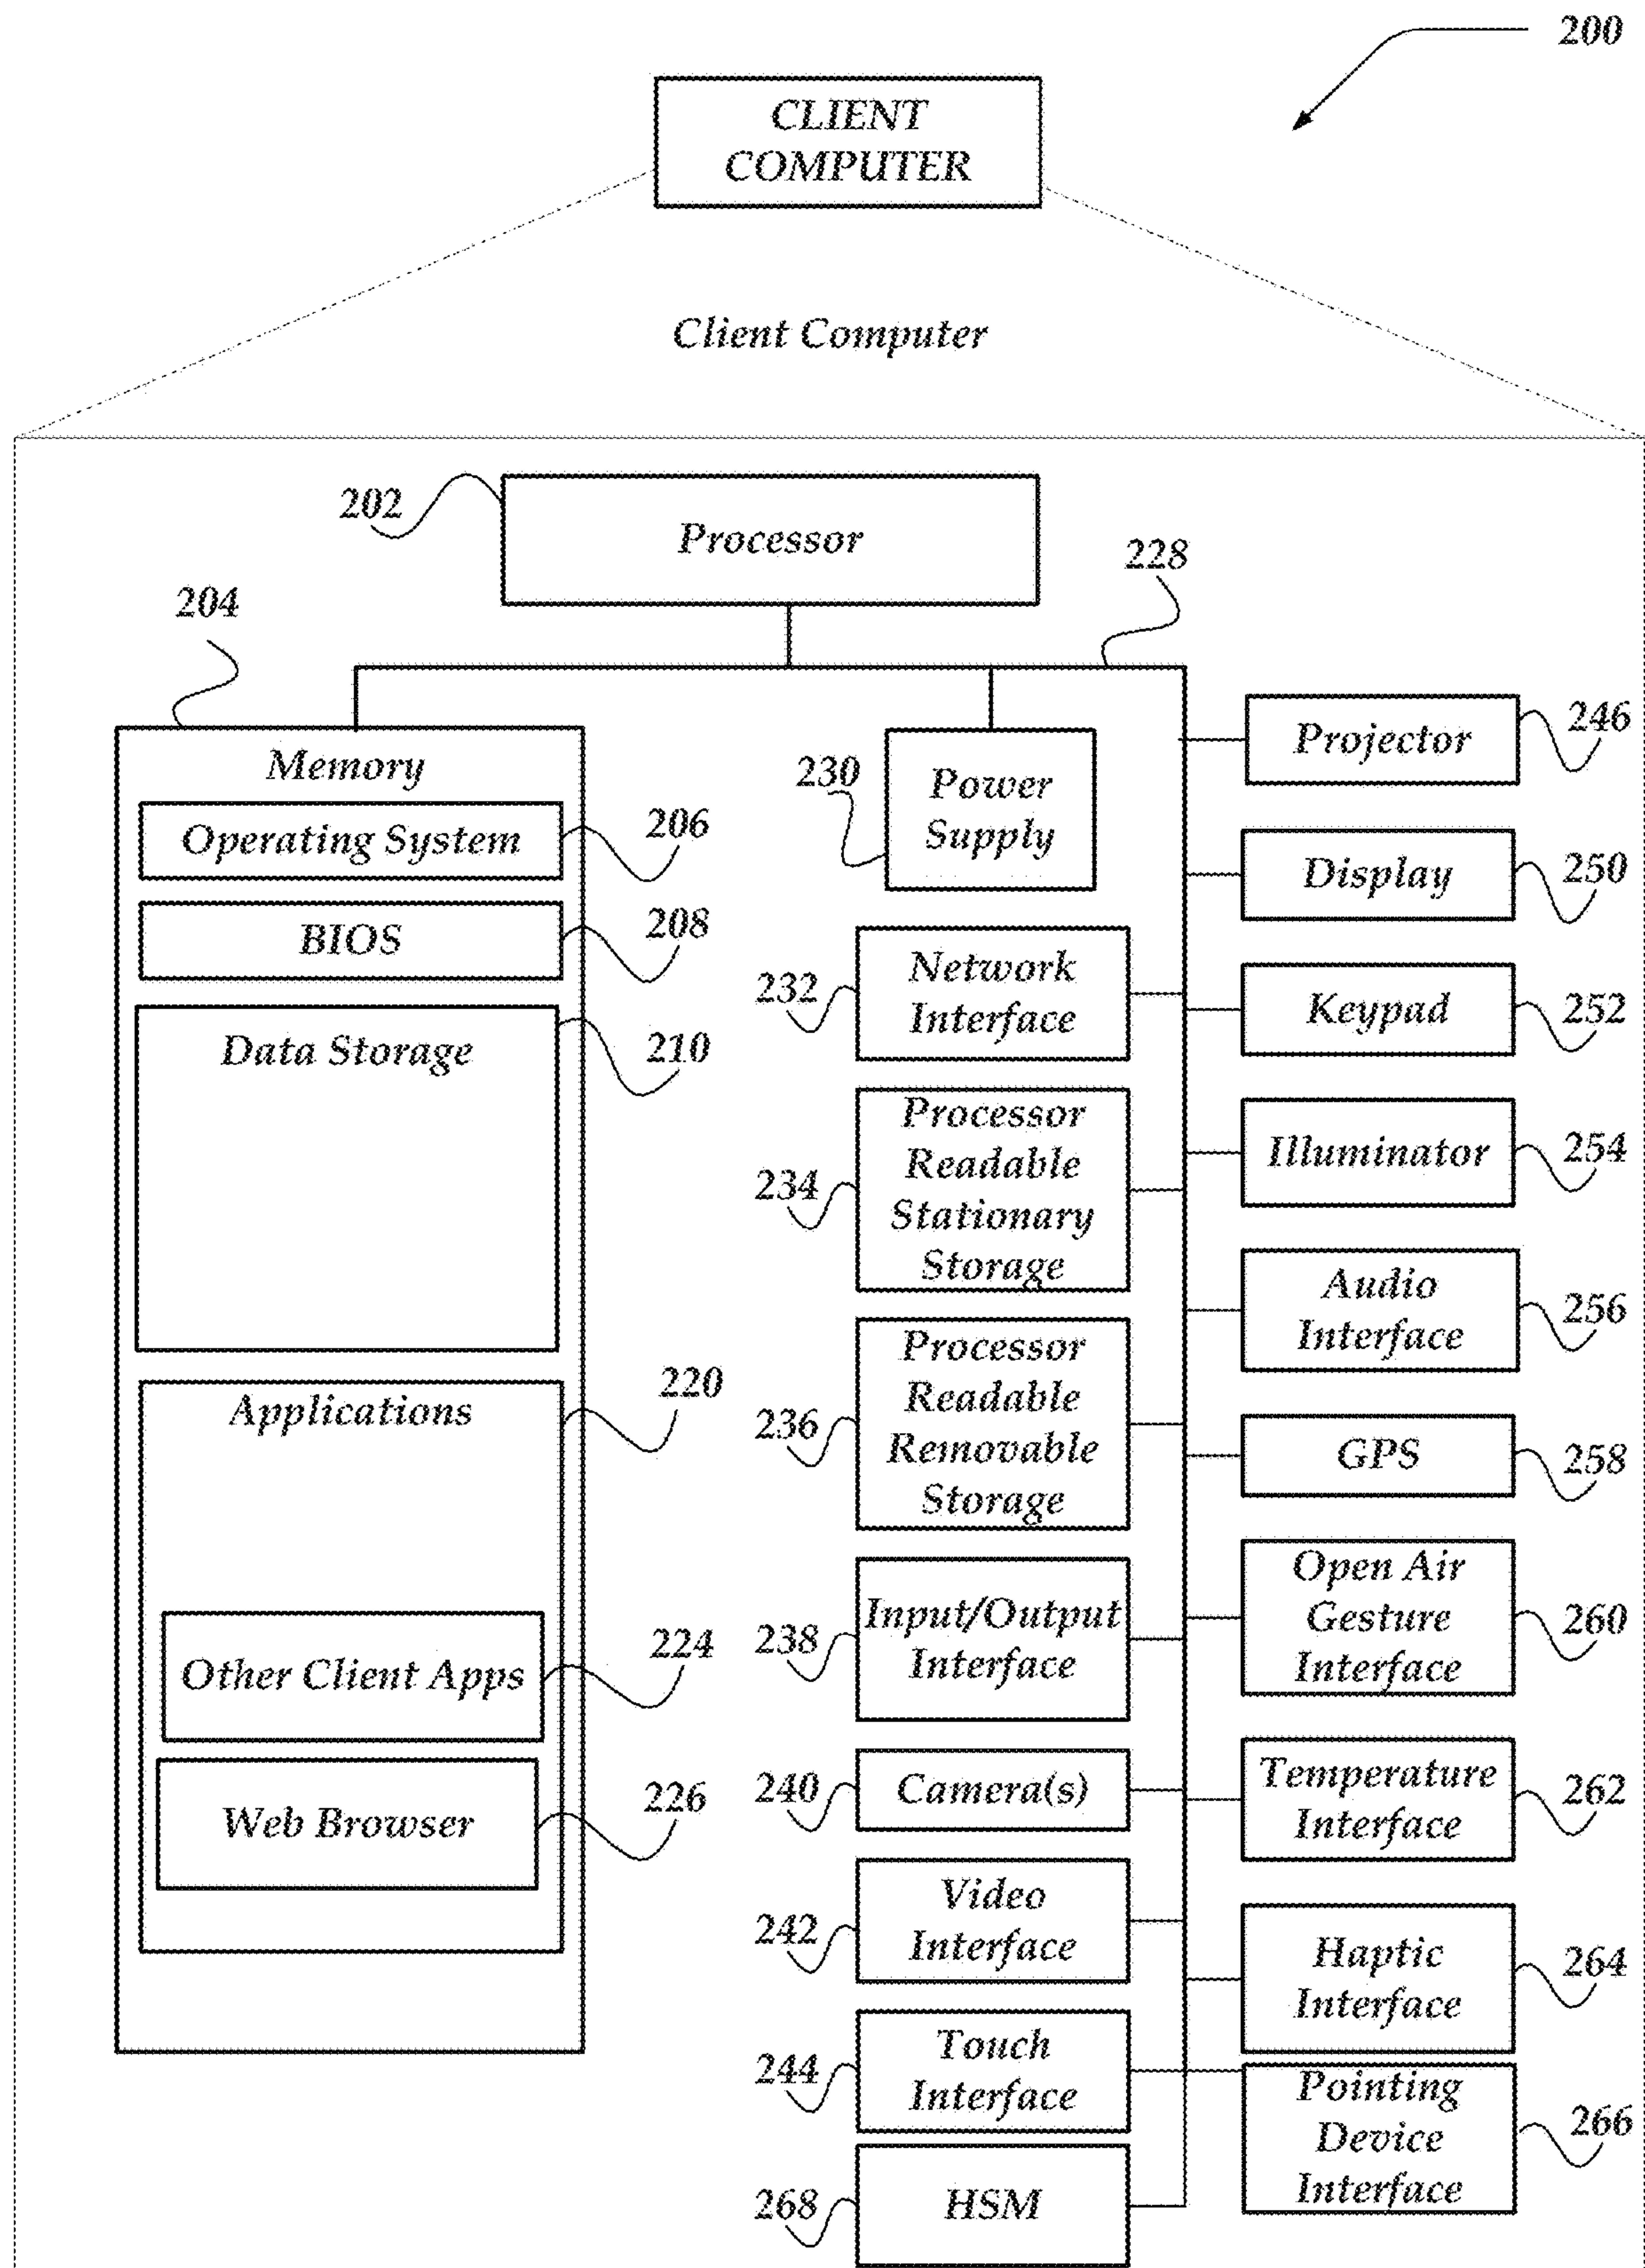 200
CLIENT
COMPUTER
Client Computer
202
Processor
228
204
Memory
Operating System
206
BIOS
208
Data Storage
210
Applications
220
Other Client Apps
224
Web Browser
226
230
Power
Supply
232
Network
Interface
234
Processor
Readable
Stationary
Storage
236
Processor
Readable
Removable
Storage
238
Input/Output
Interface
240
Camera(s)
242
Video
Interface
244
Touch
Interface
268
HSM
Projector
246
Display
250
Keypad
252
Illuminator
254
Audio
Interface
256
GPS
258
Open Air
Gesture
Interface
260
Temperature
Interface
262
Haptic
Interface
264
Pointing
Device
Interface
266